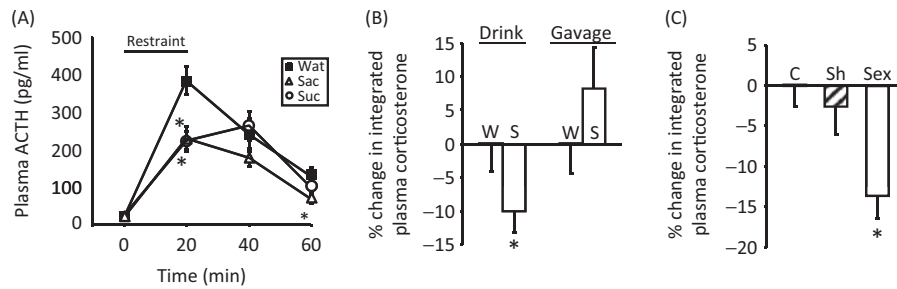 (A)
500
400
300
200
100
0
Plasma ACTH (pg/ml)
Restraint
Wat
Sac
Suc
*
*
*
0 20 40 60
Time (min)
(B)
% change in integrated
plasma corticosterone
15
10
5
0
−5
−10
−15
Drink Gavage
W S W S
*
(C)
% change in integrated
plasma corticosterone
5
0
−5
−10
−15
−20
C Sh Sex
*